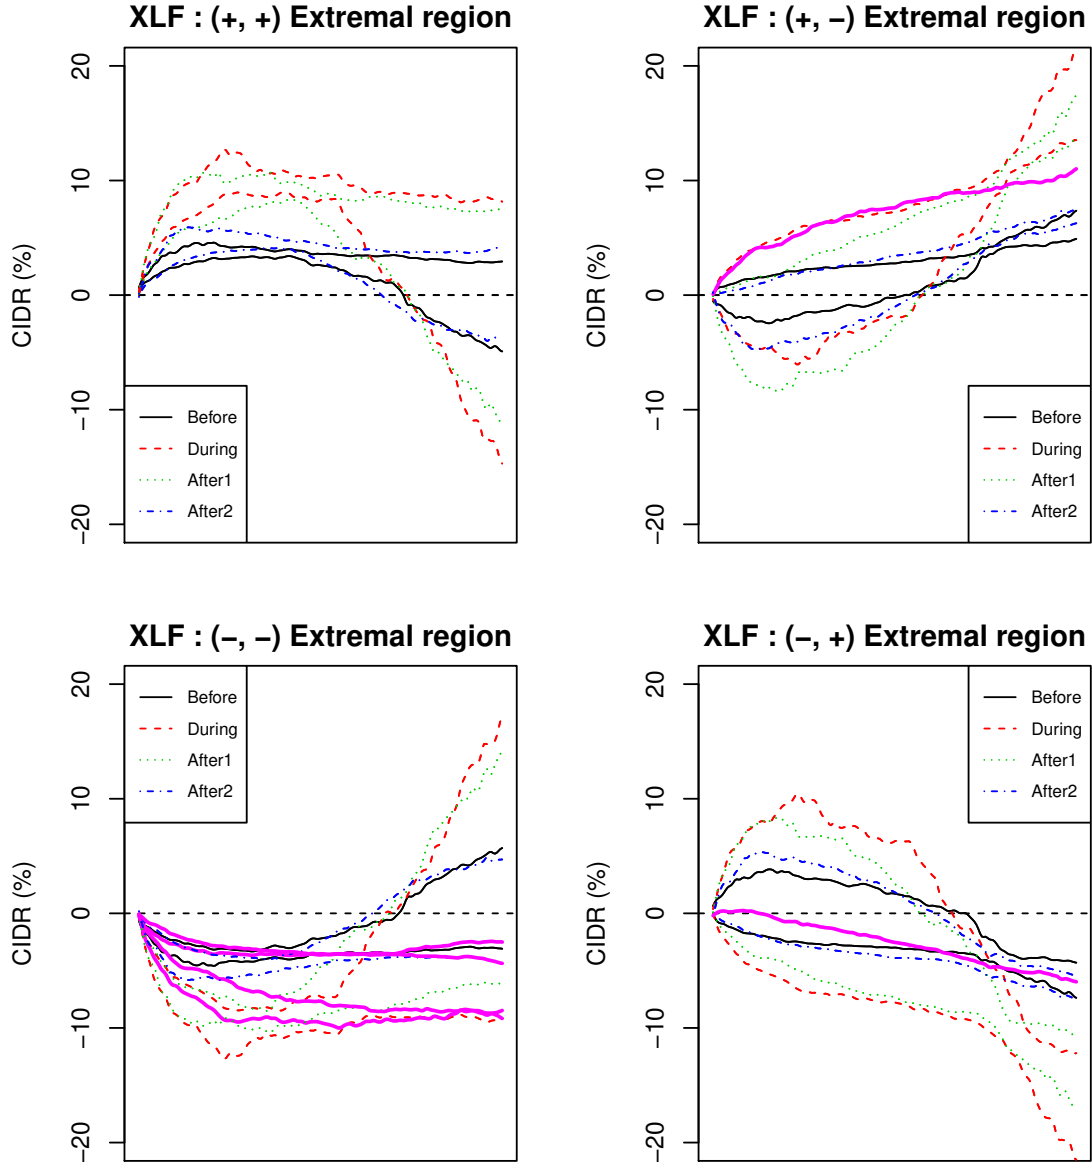 XLF : (+, +) Extremal region
CIDR (%)
20
10
0
−10
−20
Before
During
After1
After2
XLF : (+, −) Extremal region
CIDR (%)
20
10
0
−10
−20
Before
During
After1
After2
XLF : (−, −) Extremal region
CIDR (%)
20
10
0
−10
−20
Before
During
After1
After2
XLF : (−, +) Extremal region
CIDR (%)
20
10
0
−10
−20
Before
During
After1
After2